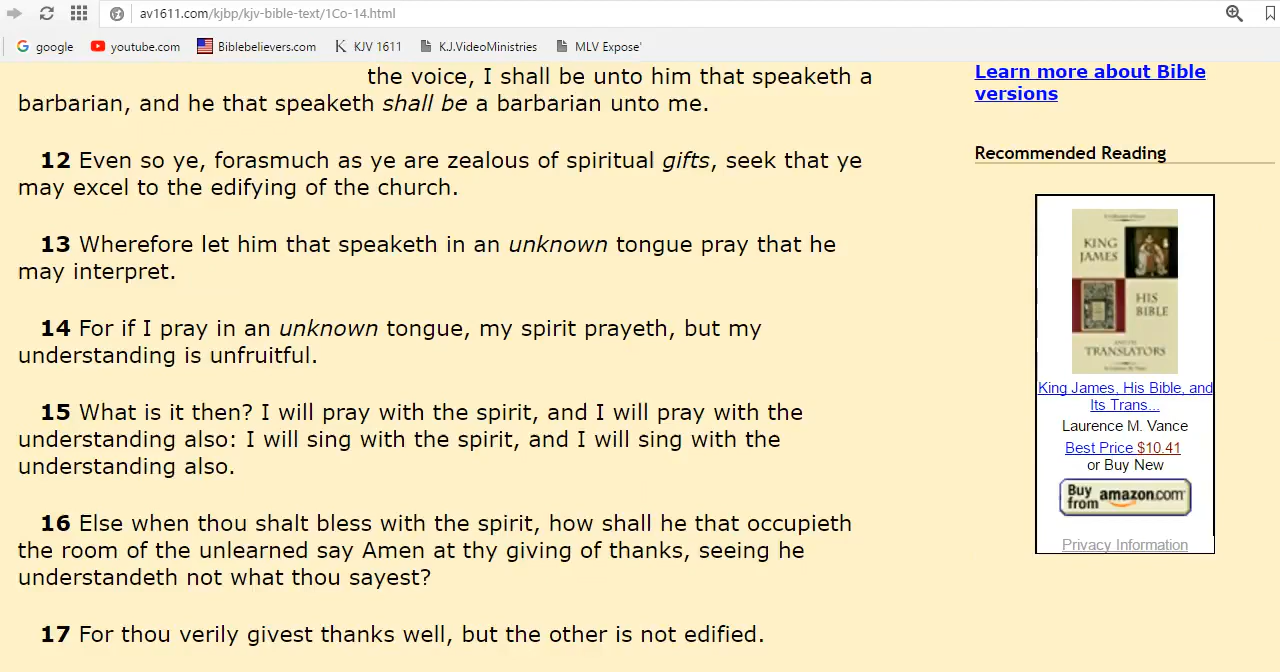 av1611.com/kjbp/kjv-bible-text/1Co-14.html
google youtube.com Biblebelievers.com KJV 1611 K.J.VideoMinistries MLV Expose'
the voice, I shall be unto him that speaketh a
barbarian, and he that speaketh shall be a barbarian unto me.
12 Even so ye, forasmuch as ye are zealous of spiritual gifts, seek that ye
may excel to the edifying of the church.
13 Wherefore let him that speaketh in an unknown tongue pray that he
may interpret.
14 For if I pray in an unknown tongue, my spirit prayeth, but my
understanding is unfruitful.
15 What is it then? I will pray with the spirit, and I will pray with the
understanding also: I will sing with the spirit, and I will sing with the
understanding also.
16 Else when thou shalt bless with the spirit, how shall he that occupieth
the room of the unlearned say Amen at thy giving of thanks, seeing he
understandeth not what thou sayest?
17 For thou verily givest thanks well, but the other is not edified.
Learn more about Bible
versions
Recommended Reading
KING
JAMES
HIS
BIBLE
TRANSLATORS
King James, His Bible, and
Its Trans...
Laurence M. Vance
Best Price $10.41
or Buy New
Buy
from amazon.com
Privacy Information